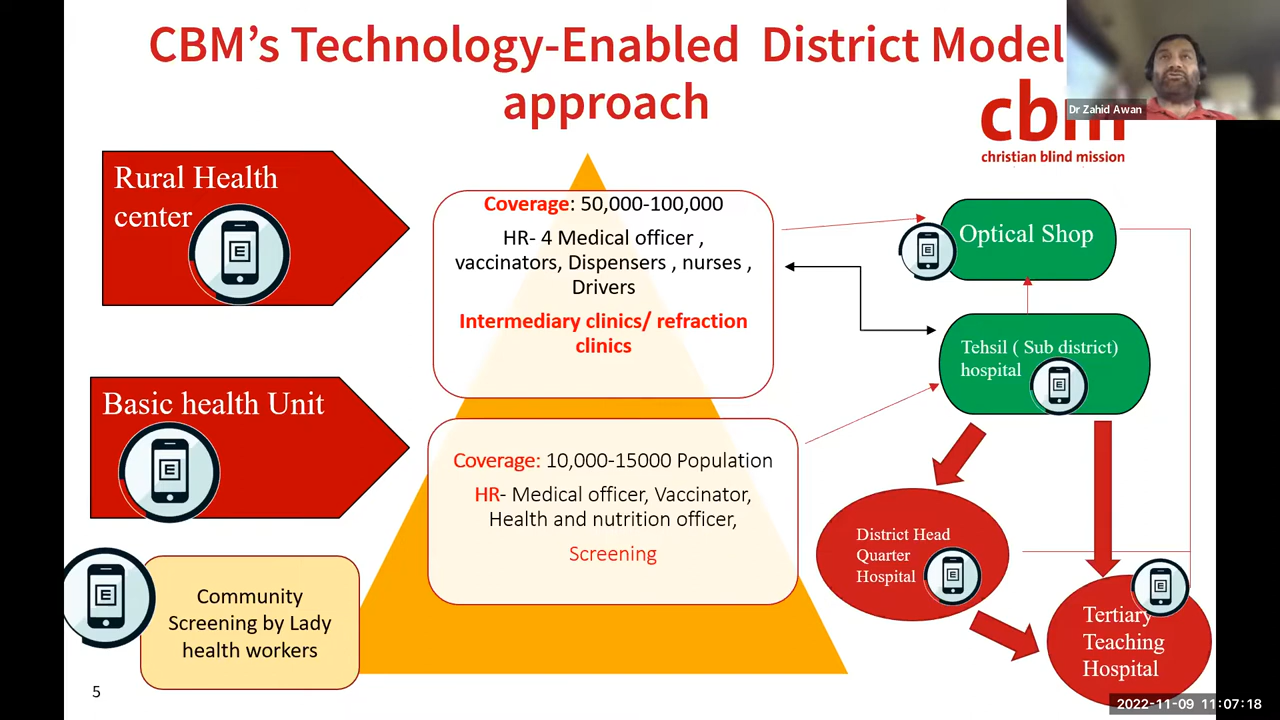 CBM's Technology-Enabled District Model
approach
Dr Zahid Awan
cbm
christian blind mission
Rural Health
center
E
Coverage: 50,000-100,000
HR- 4 Medical officer ,
vaccinators, Dispensers , nurses ,
Drivers
Intermediary clinics/ refraction
clinics
Optical Shop
E
Tehsil ( Sub district)
hospital
E
Basic health Unit
E
Coverage: 10,000-15000 Population
HR- Medical officer, Vaccinator,
Health and nutrition officer,
Screening
District Head
Quarter
Hospital
E
Community
Screening by Lady
health workers
E
Tertiary
Teaching
Hospital
E
5
2022-11-09 11:07:18